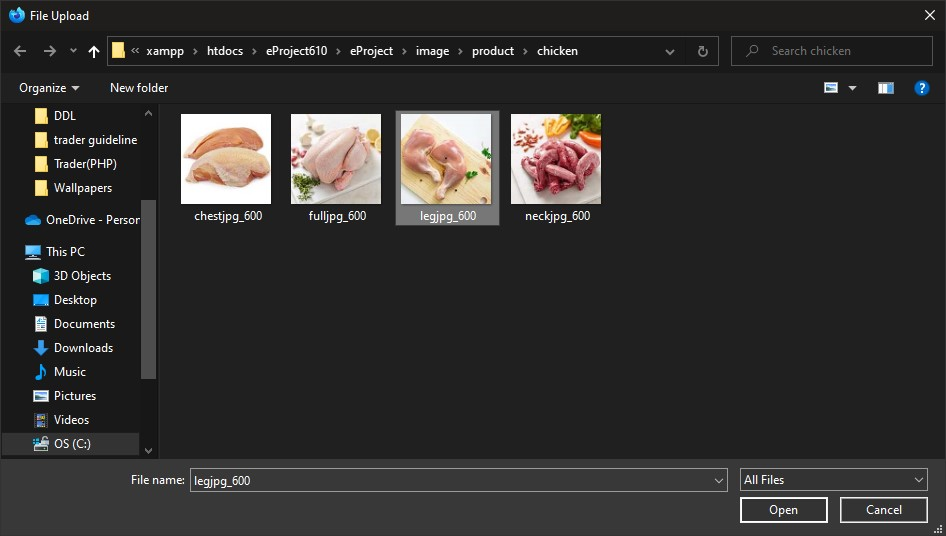 File Upload
xampp
htdocs
eProject610
eProject
image
product
chicken
Search chicken
Organize
New folder
DDL
trader guideline
Trader(PHP)
Wallpapers
OneDrive - Person
This PC
3D Objects
Desktop
Documents
Downloads
Music
Pictures
Videos
OS (C:)
chestjpg_600
fulljpg_600
legjpg_600
neckjpg_600
File name:
legjpg_600
All Files
Open
Cancel